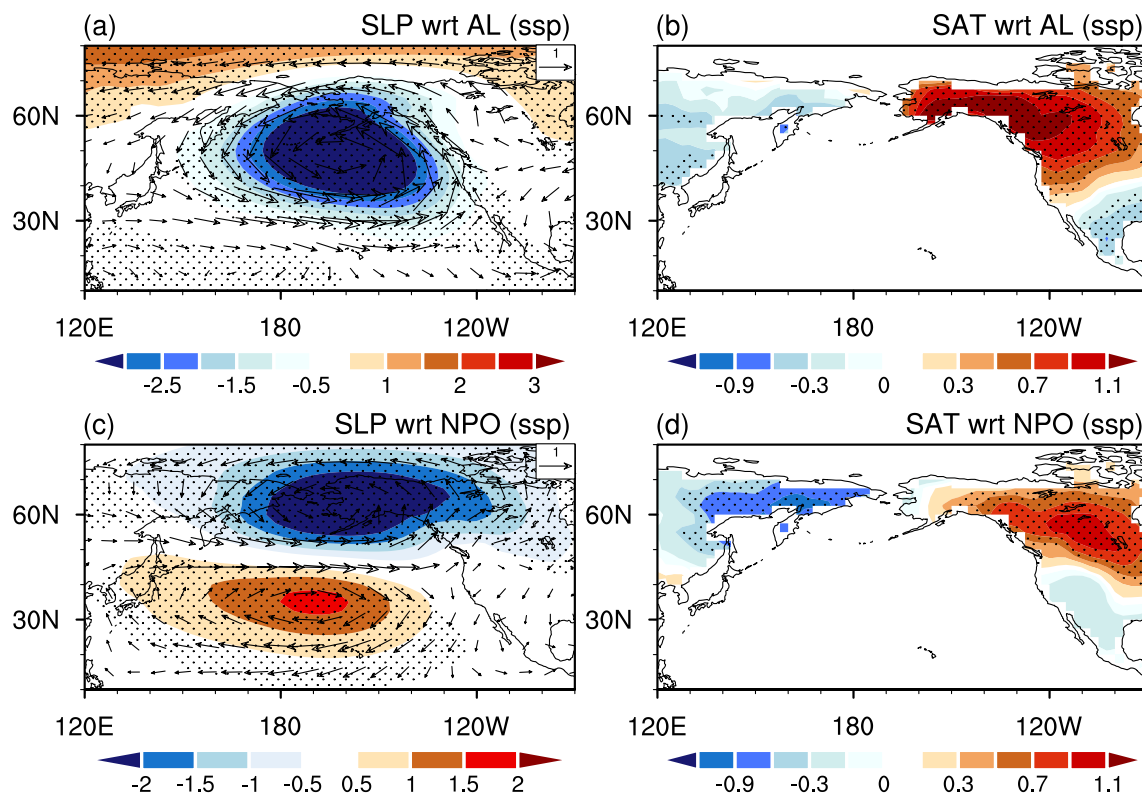 (a) SLP wrt AL (ssp)
1
60N
30N
120E 180 120W
-2.5 -1.5 -0.5 1 2 3
(b) SAT wrt AL (ssp)
60N
30N
120E 180 120W
-0.9 -0.3 0 0.3 0.7 1.1
(c) SLP wrt NPO (ssp)
1
60N
30N
120E 180 120W
-2 -1.5 -1 -0.5 0.5 1 1.5 2
(d) SAT wrt NPO (ssp)
60N
30N
120E 180 120W
-0.9 -0.3 0 0.3 0.7 1.1